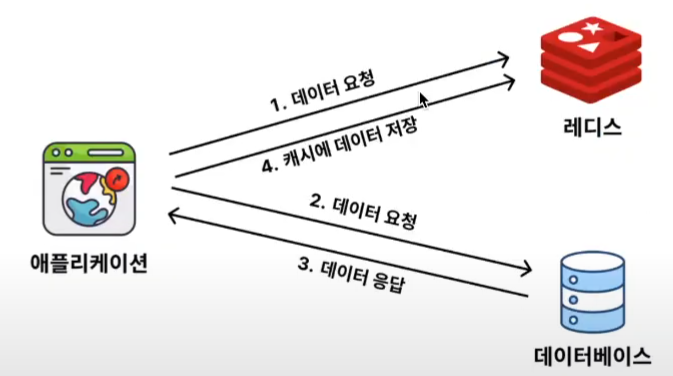 1. 데이터 요청
4. 캐시에 데이터 저장
레디스
2. 데이터 요청
3. 데이터 응답
애플리케이션
데이터베이스